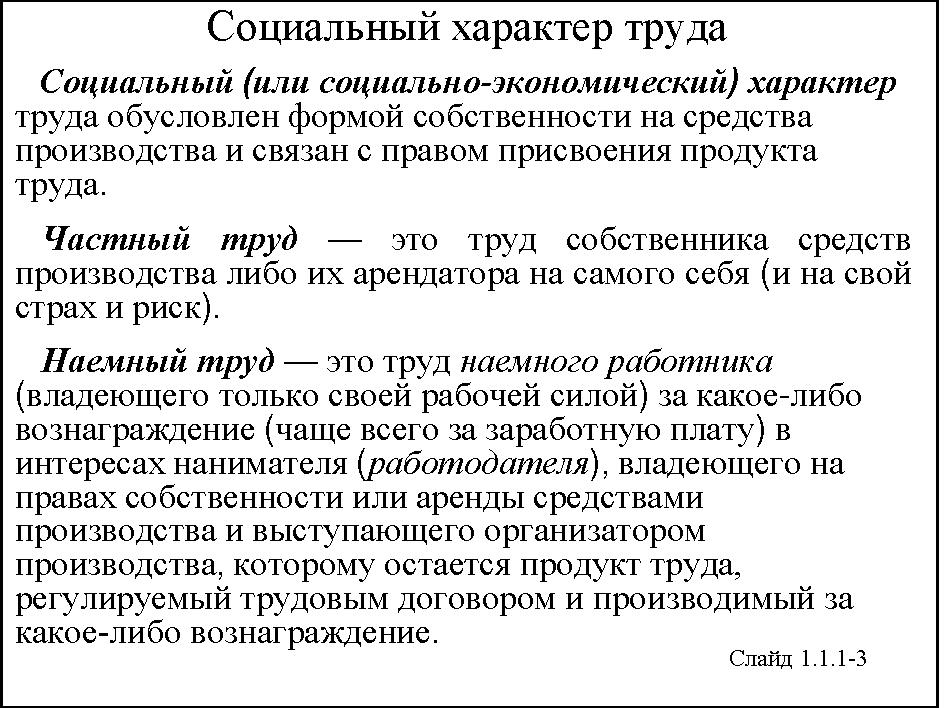 Социальный характер труда
Социальный (или социально-экономический) характер
труда обусловлен формой собственности на средства
производства и связан с правом присвоения продукта
труда.
Частный труд — это труд собственника средств
производства либо их арендатора на самого себя (и на свой
страх и риск).
Наемный труд — это труд наемного работника
(владеющего только своей рабочей силой) за какое-либо
вознаграждение (чаще всего за заработную плату) в
интересах нанимателя (работодателя), владеющего на
правах собственности или аренды средствами
производства и выступающего организатором
производства, которому остается продукт труда,
регулируемый трудовым договором и производимый за
какое-либо вознаграждение.
Слайд 1.1.1-3